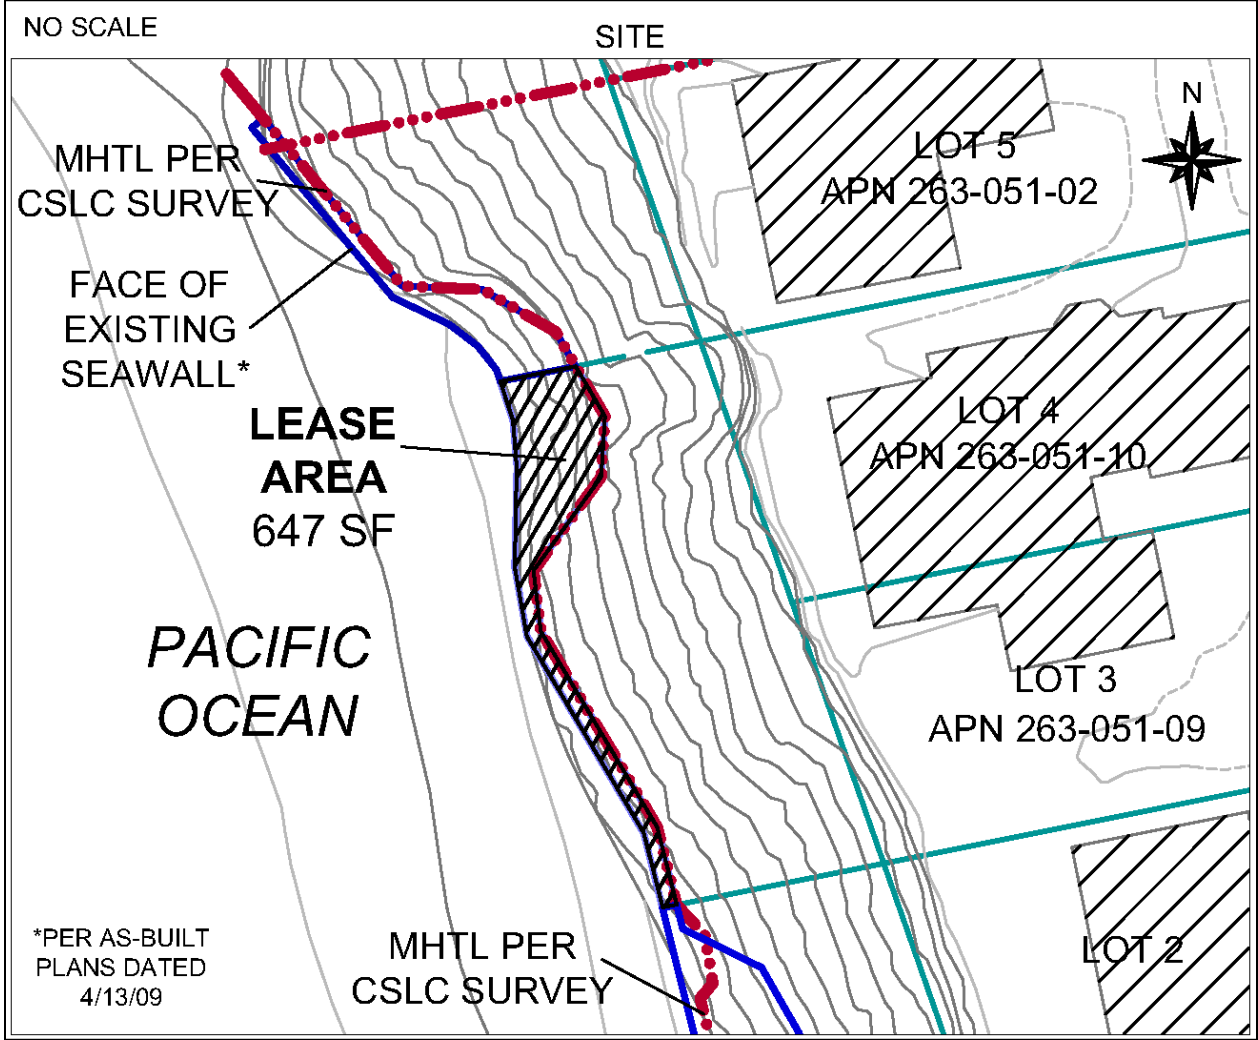 NO SCALE
SITE
N
LOT 5
APN 263-051-02
MHTL PER
CSLC SURVEY
FACE OF
EXISTING
SEAWALL*
LEASE
AREA
647 SF
LOT 4
APN 263-051-10
PACIFIC
OCEAN
LOT 3
APN 263-051-09
*PER AS-BUILT
PLANS DATED
4/13/09
MHTL PER
CSLC SURVEY
LOT 2